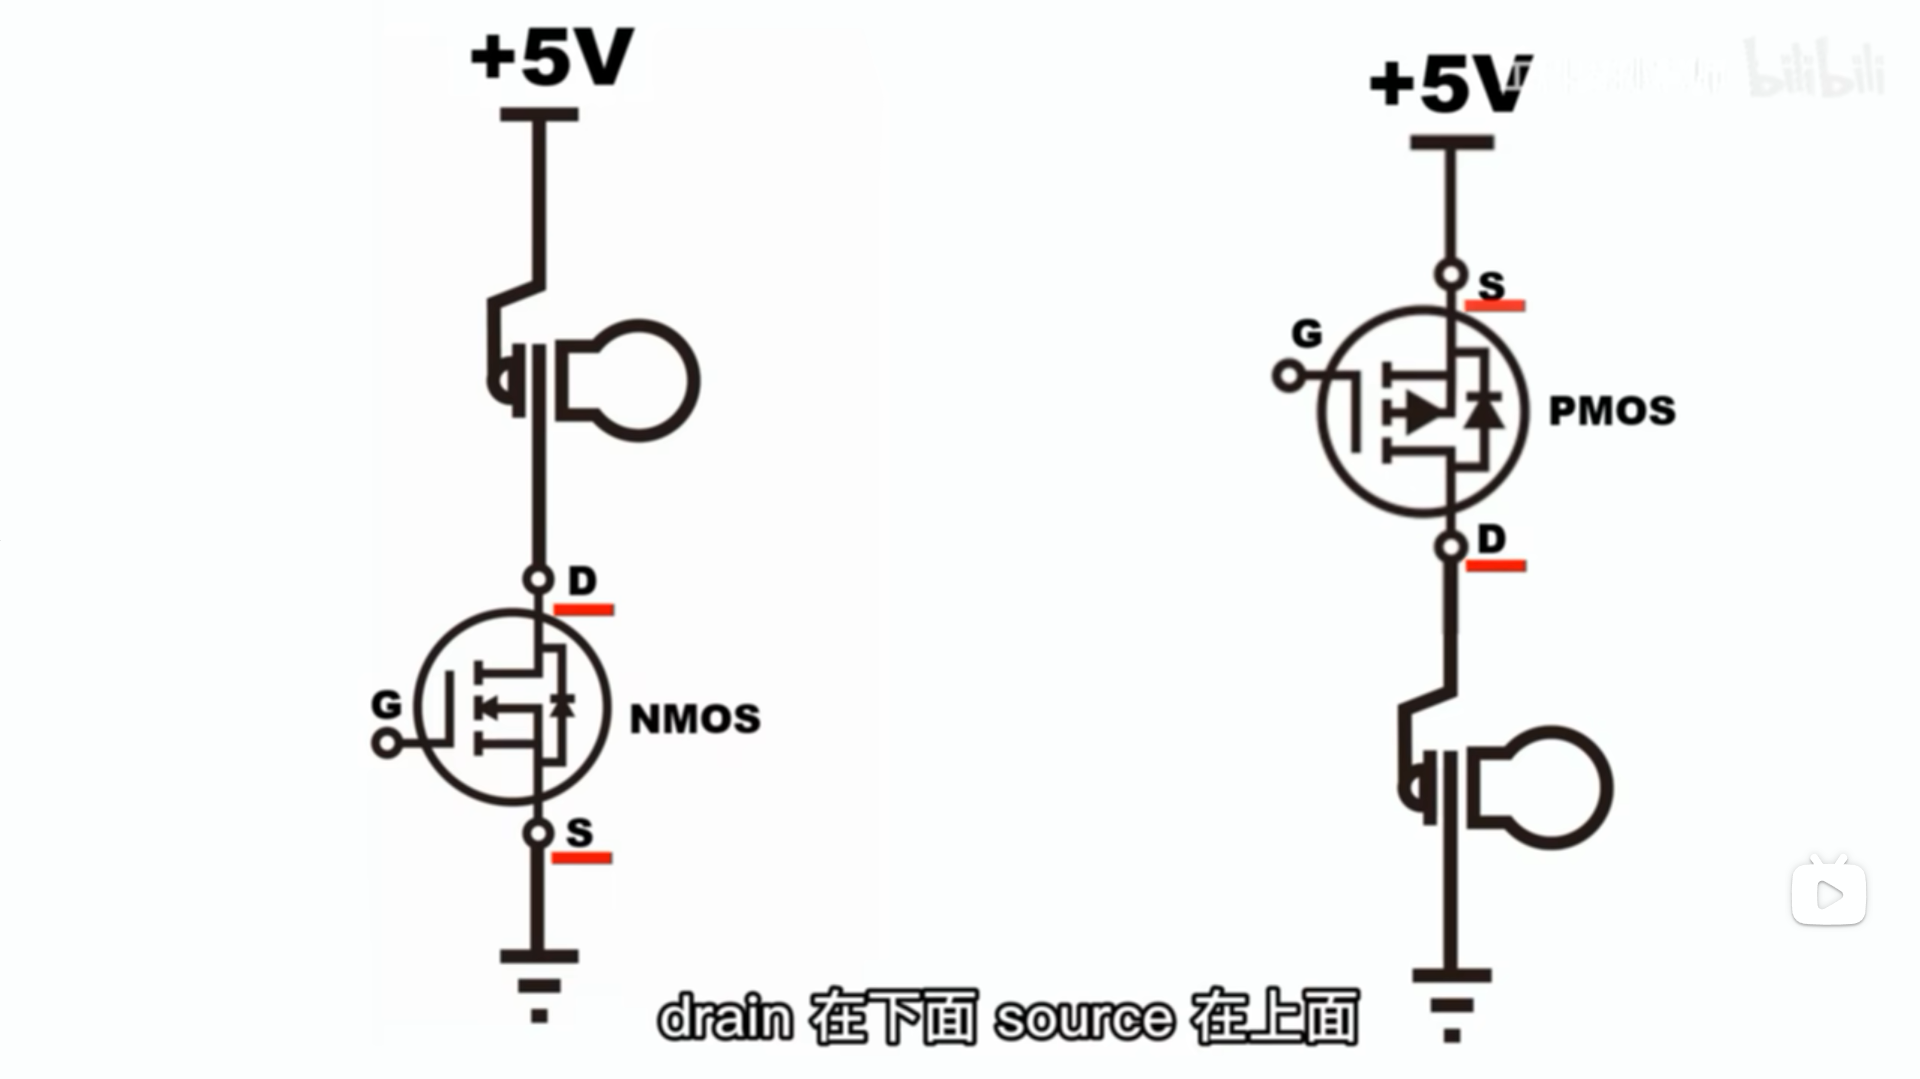 +5V
+5V
bilibili
S
G
PMOS
D
D
G
NMOS
S
drain 在下面 source 在上面